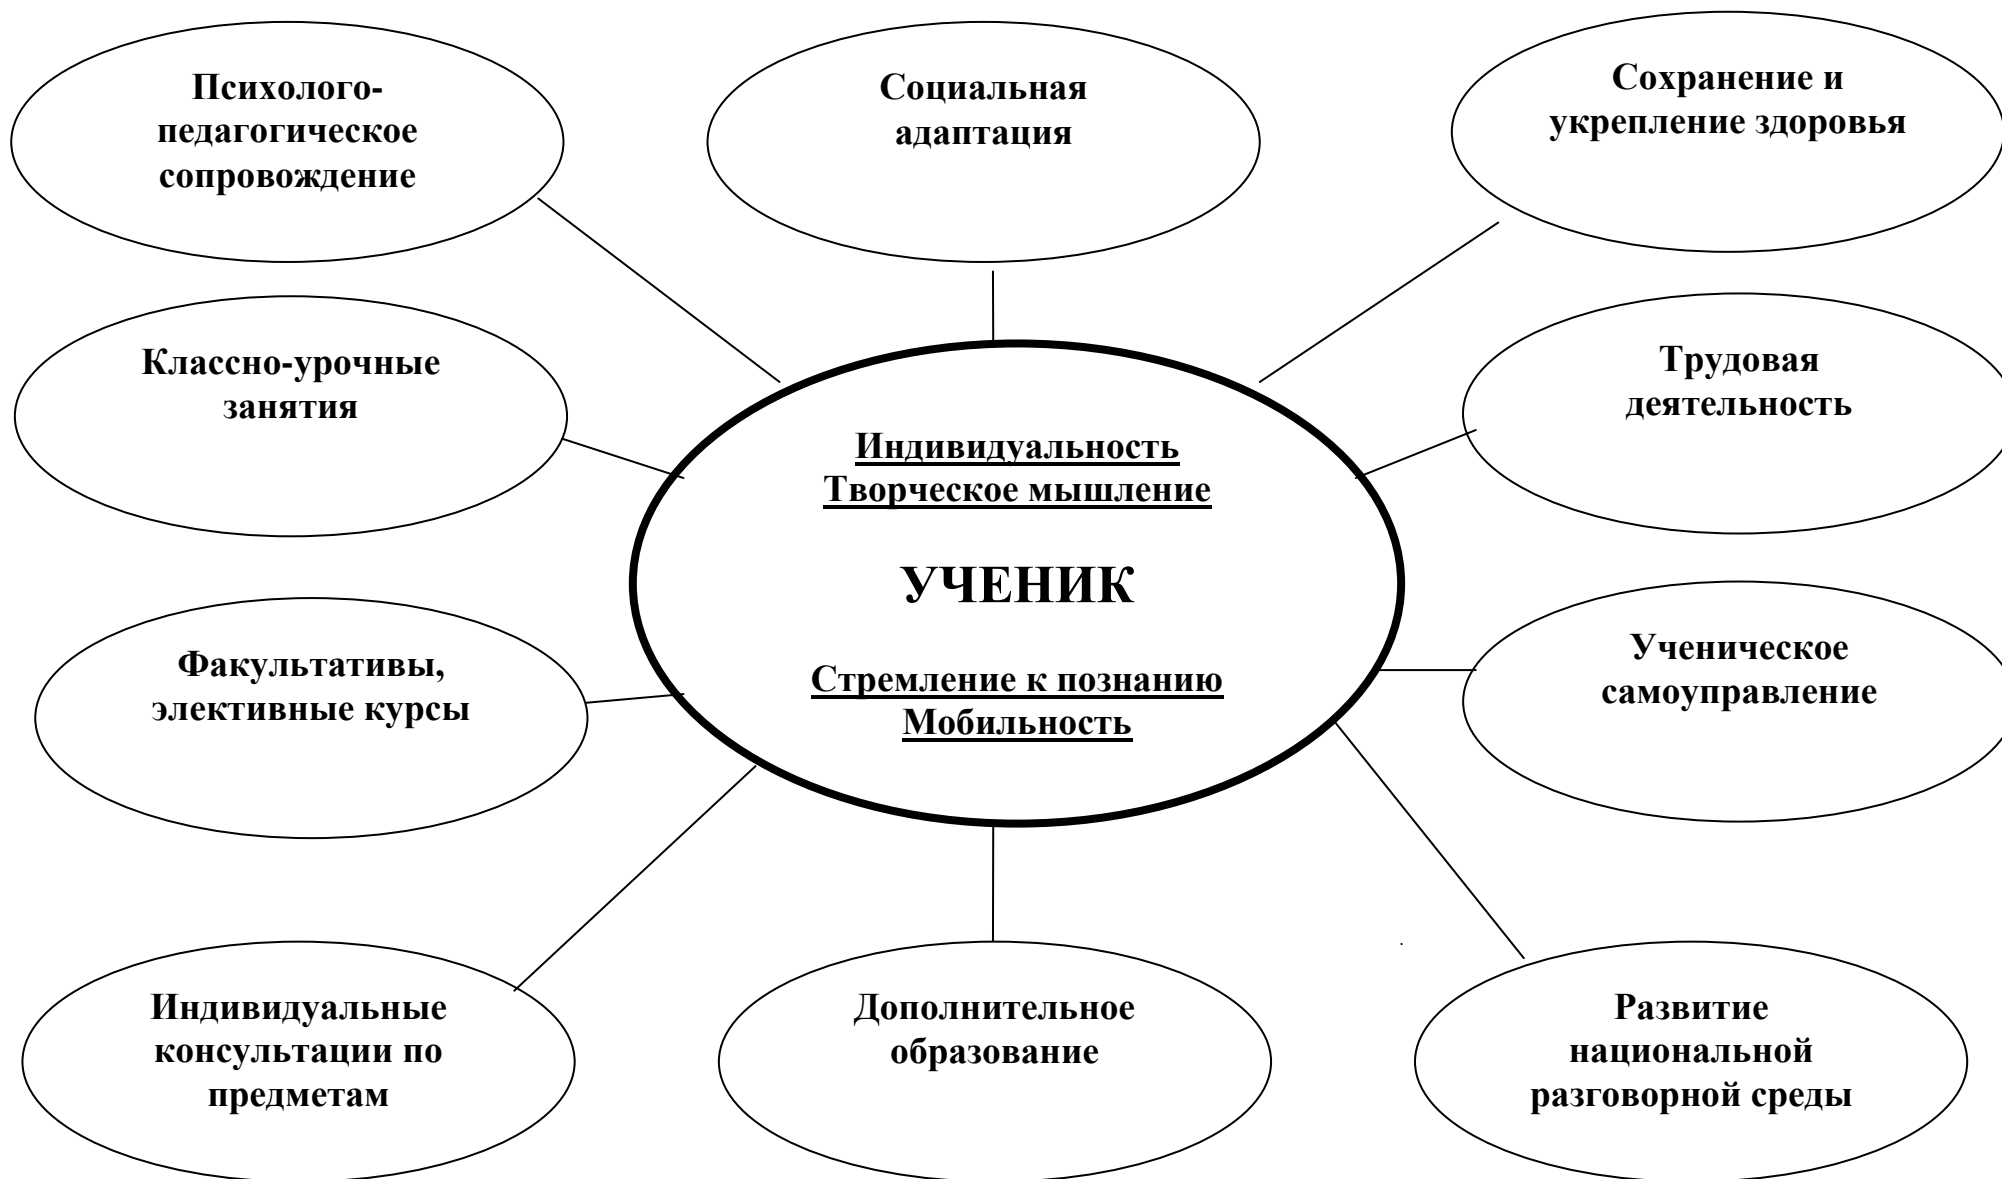 Психолого-
педагогическое
сопровождение
Социальная
адаптация
Сохранение и
укрепление здоровья
Классно-урочные
занятия
Трудовая
деятельность
Индивидуальность
Творческое мышление
УЧЕНИК
Стремление к познанию
Мобильность
Факультативы,
элективные курсы
Ученическое
самоуправление
Индивидуальные
консультации по
предметам
Дополнительное
образование
Развитие
национальной
разговорной среды